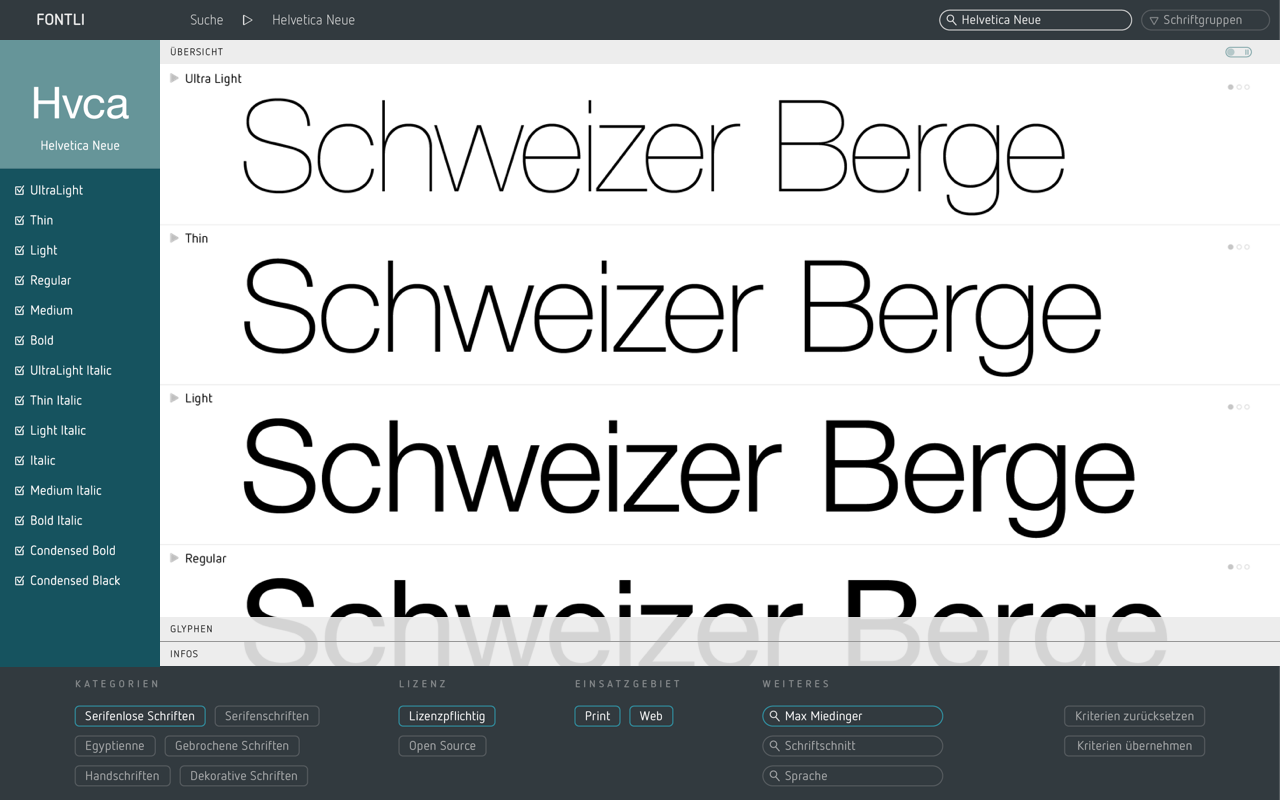 FONTLI
Suche
Helvetica Neue
Helvetica Neue
Schriftgruppen
Hvca
Helvetica Neue
UltraLight
Thin
Light
Regular
Medium
Bold
UltraLight Italic
Thin Italic
Light Italic
Italic
Medium Italic
Bold Italic
Condensed Bold
Condensed Black
ÜBERSICHT
Ultra Light
Schweizer Berge
Thin
Schweizer Berge
Light
Schweizer Berge
Regular
Schweizer Berge
GLYPHEN
INFOS
KATEGORIEN
Serifenlose Schriften
Serifenschriften
Egyptienne
Gebrochene Schriften
Handschriften
Dekorative Schriften
LIZENZ
Lizenzpflichtig
Open Source
EINSATZGEBIET
Print
Web
WEITERES
Max Miedinger
Schriftschnitt
Sprache
Kriterien zurücksetzen
Kriterien übernehmen